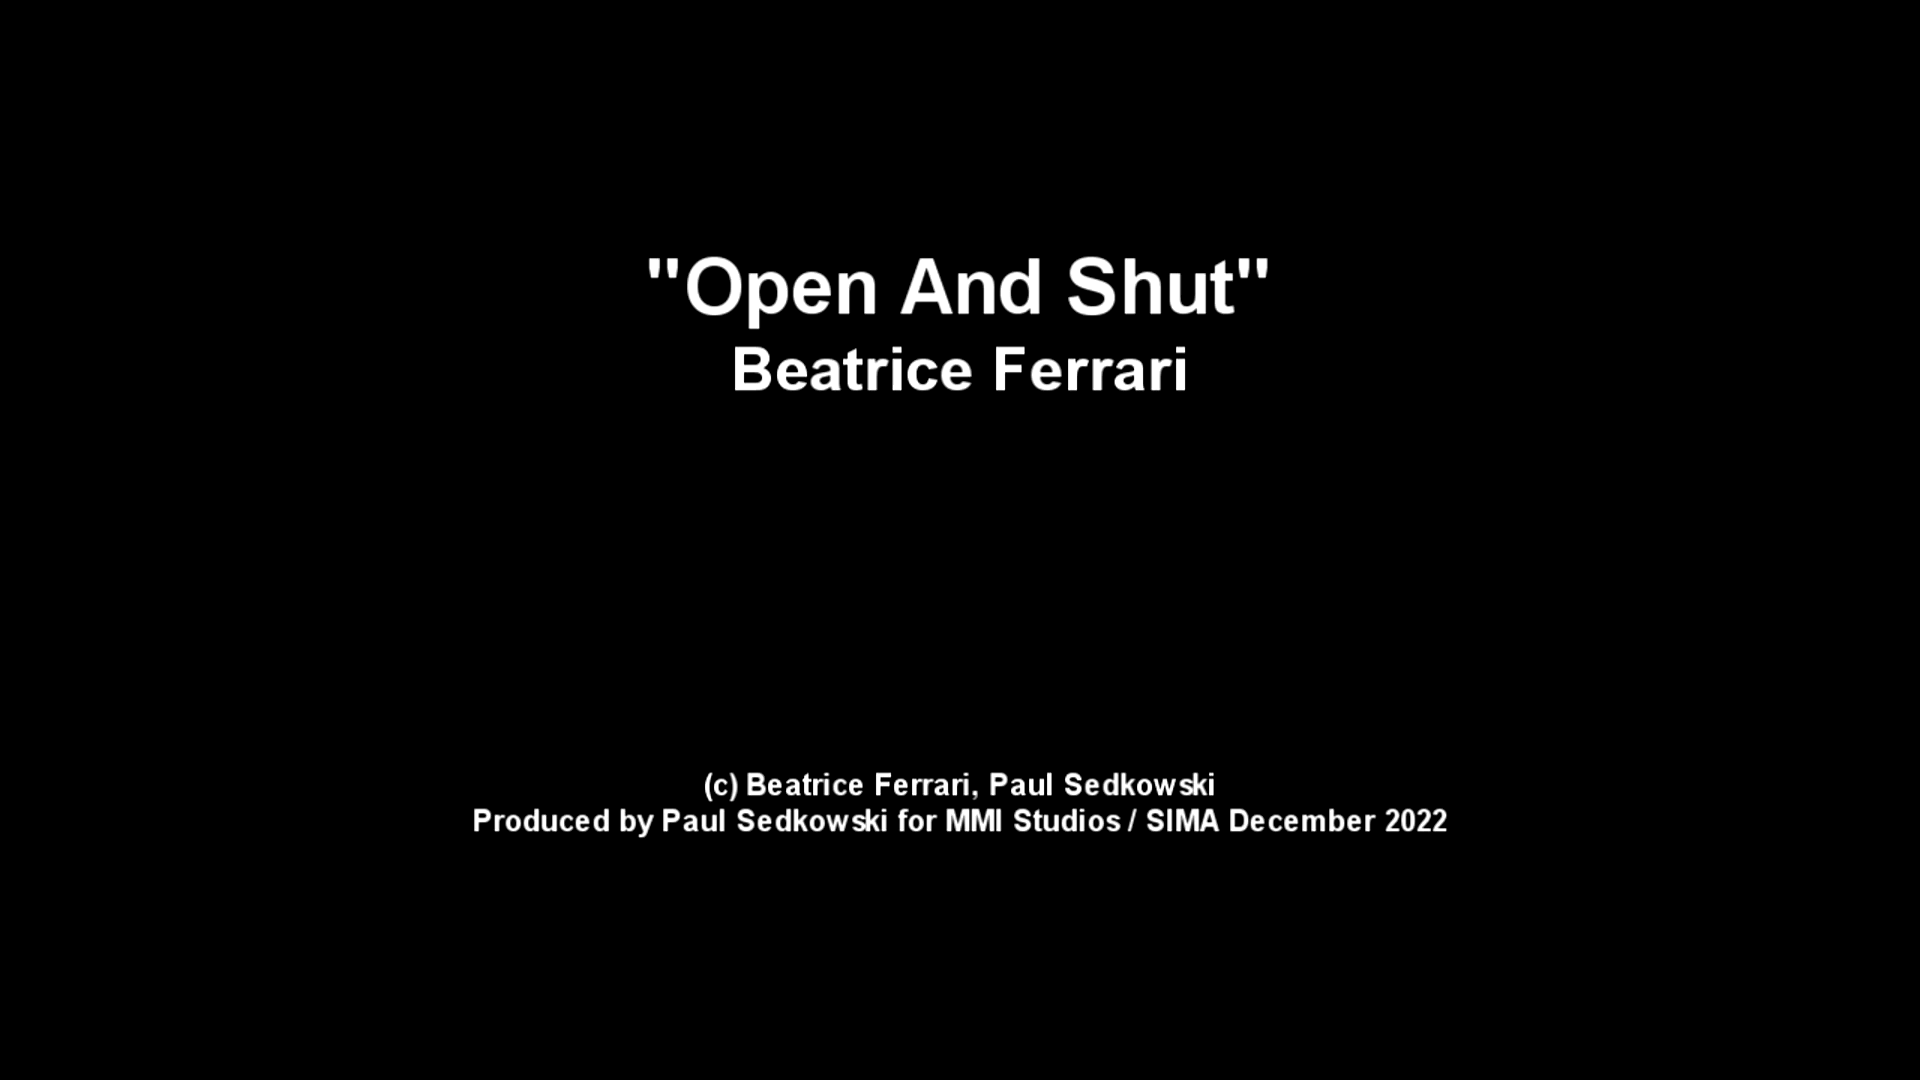 "Open And Shut"
Beatrice Ferrari
(c) Beatrice Ferrari, Paul Sedkowski
Produced by Paul Sedkowski for MMI Studios / SIMA December 2022